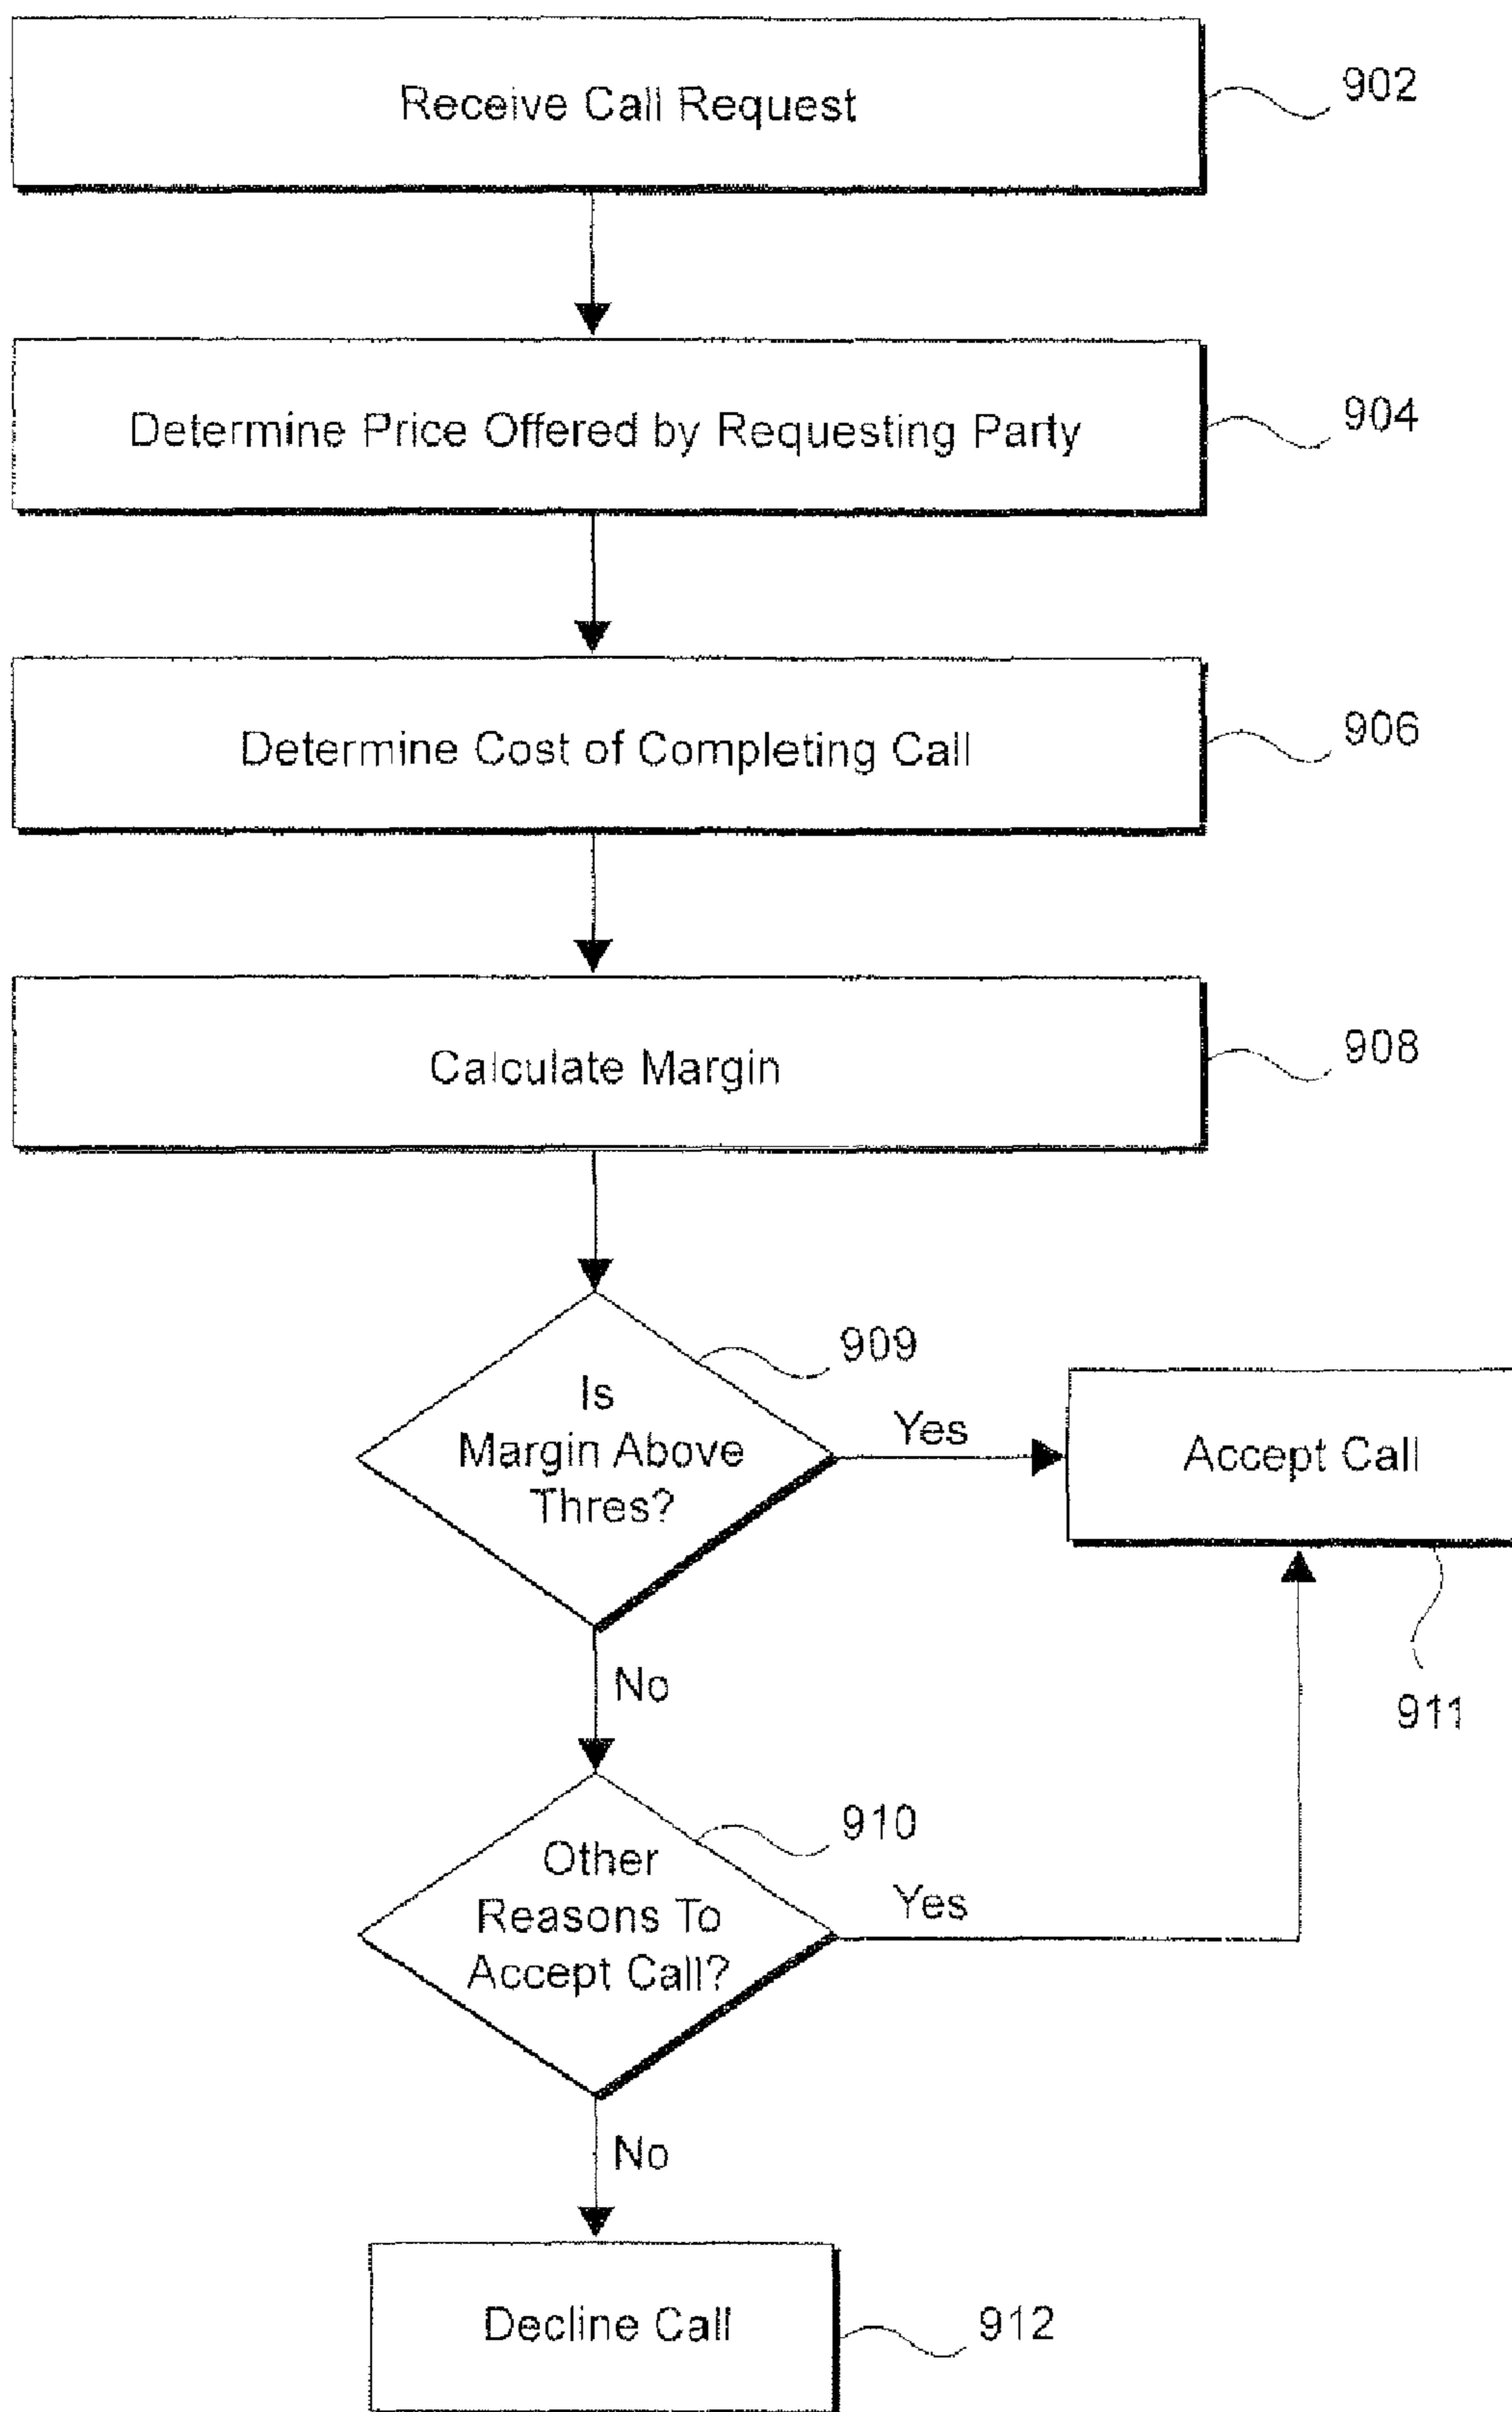 Receive Call Request
902
Determine Price Offered by Requesting Party
904
Determine Cost of Completing Call
906
Calculate Margin
908
909
Is
Margin Above
Thres?
Yes
Accept Call
911
No
910
Other
Reasons To
Accept Call?
Yes
No
Decline Call
912